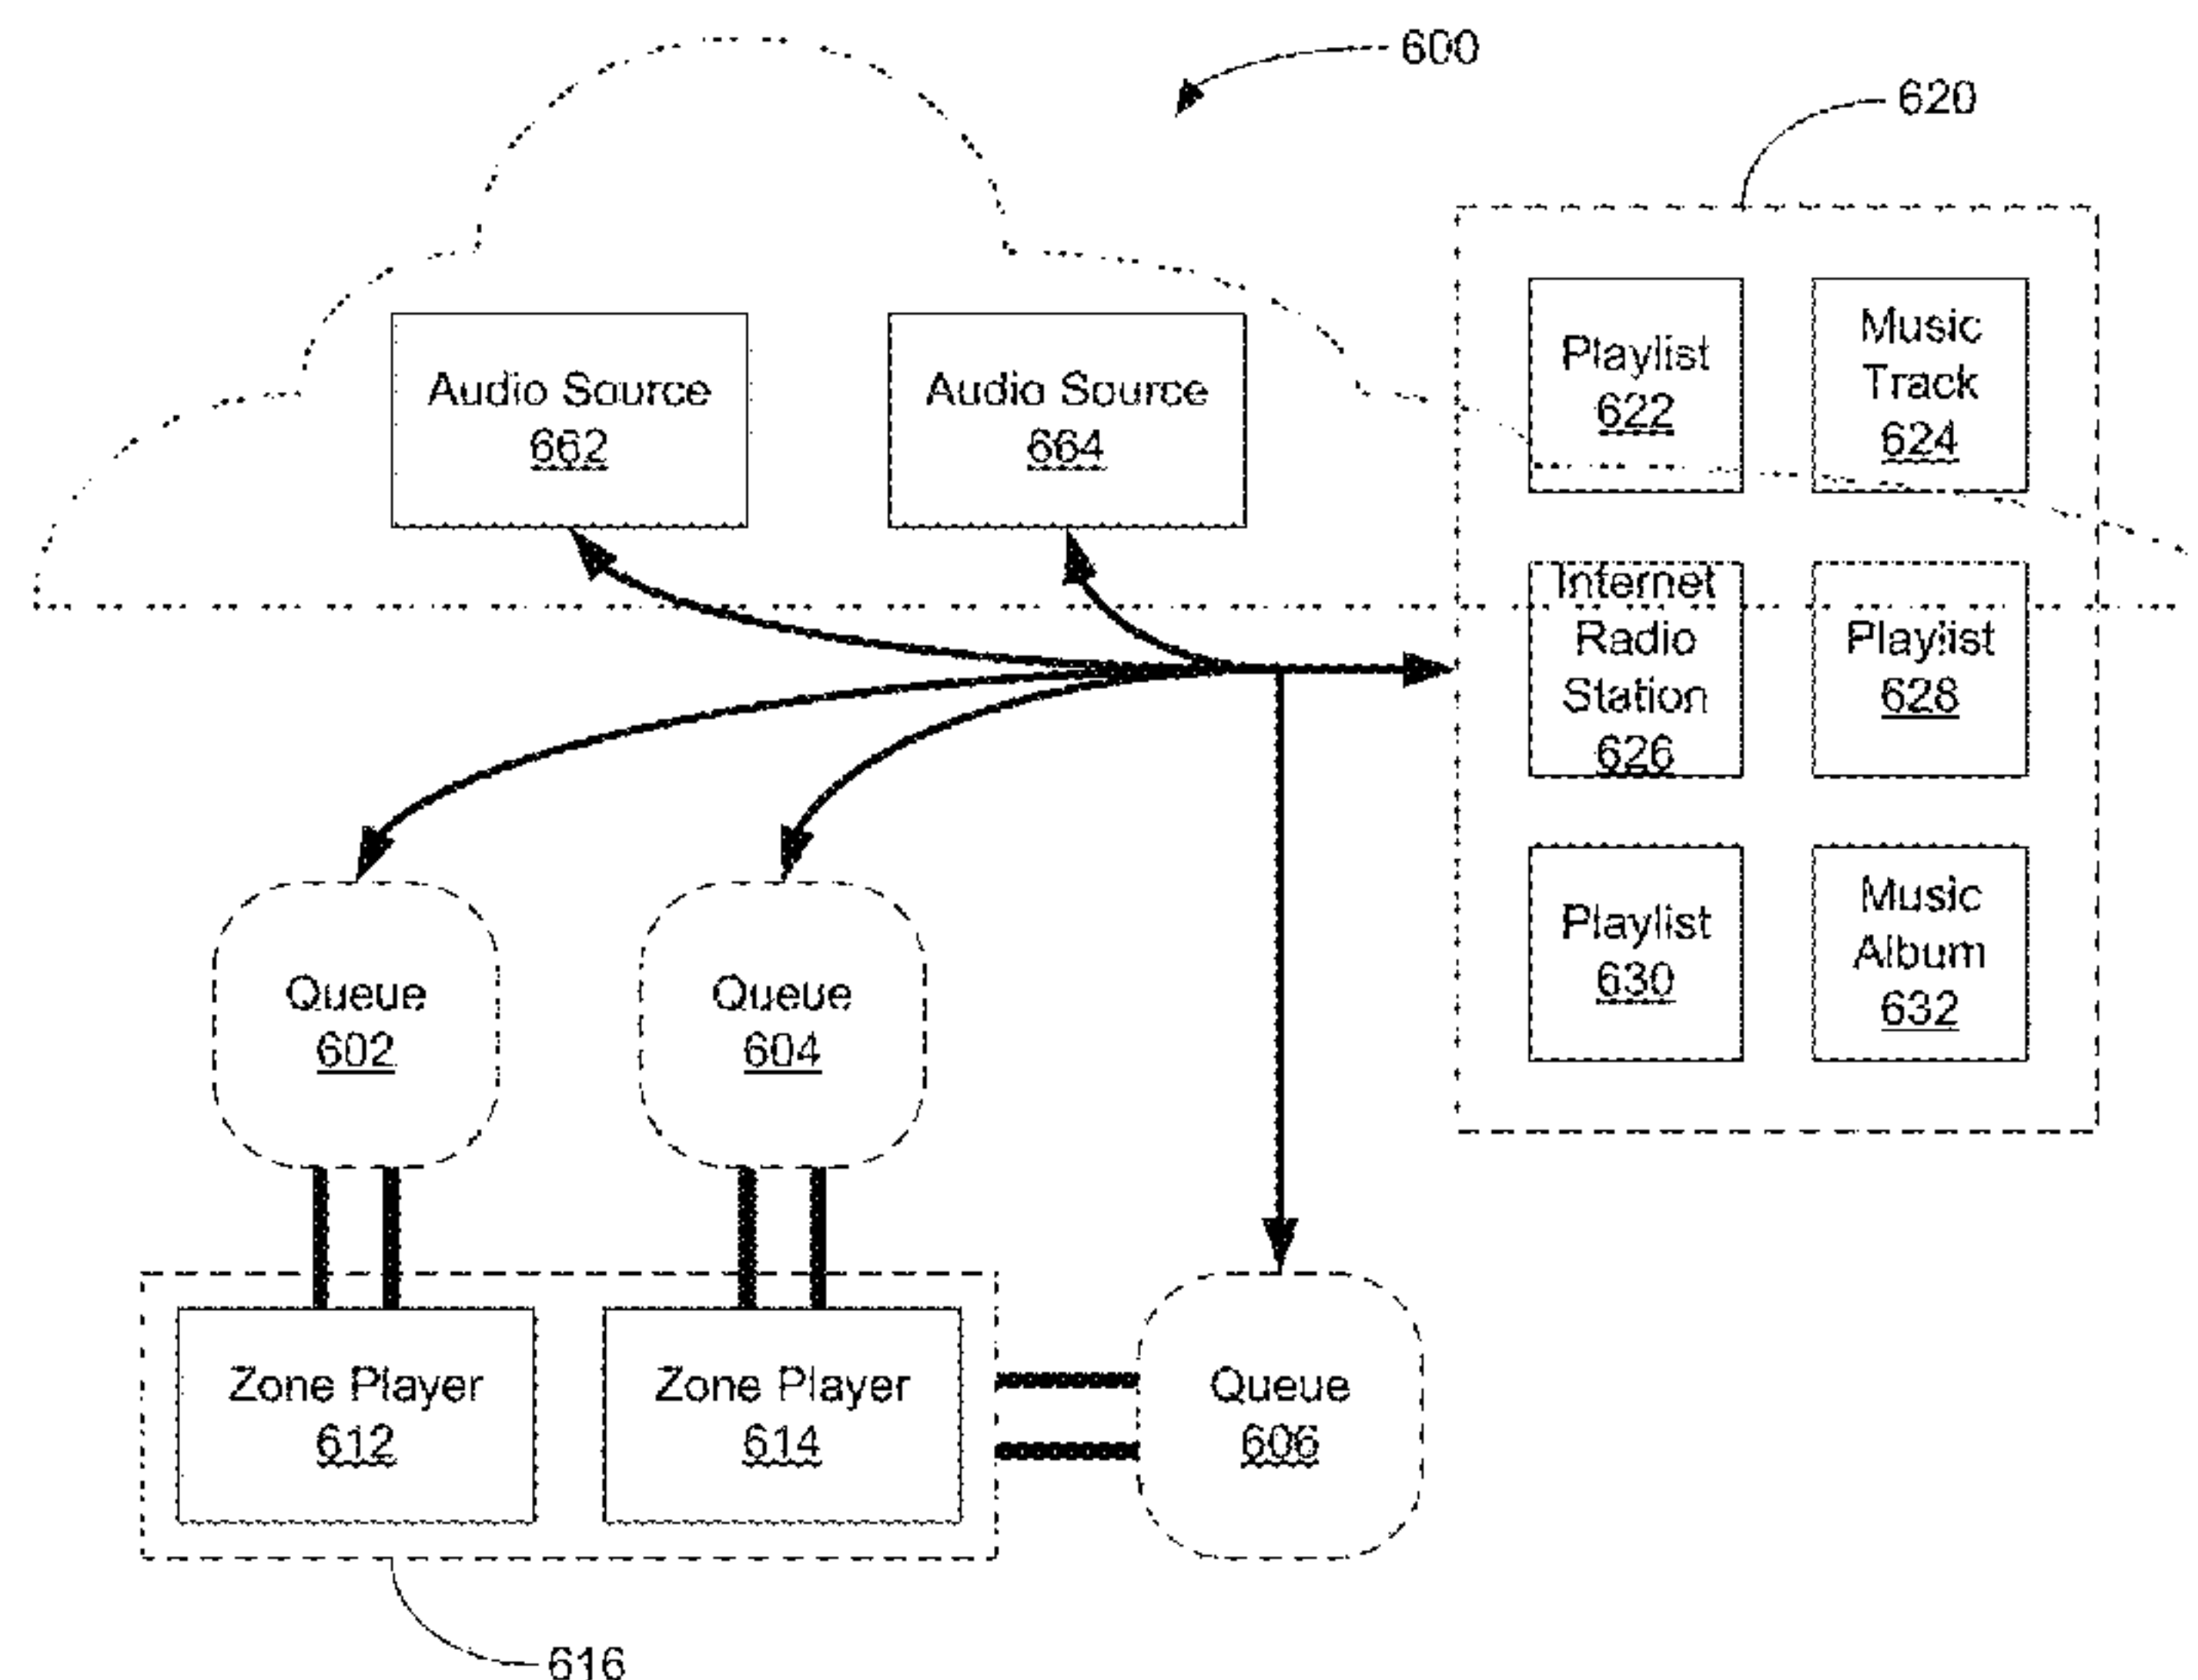 600
620
Audio Source
662
Audio Source
664
Playlist
622
Music
Track
624
Internet
Radio
Station
626
Playlist
628
Playlist
630
Music
Album
632
Queue
602
Queue
604
Zone Player
612
Zone Player
614
Queue
606
616